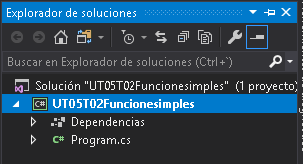 Explorador de soluciones
Buscar en Explorador de soluciones (Ctrl+¨)
Solución "UT05T02Funcionesimples" (1 proyecto)
C# UT05T02Funcionesimples
Dependencias
C# Program.cs